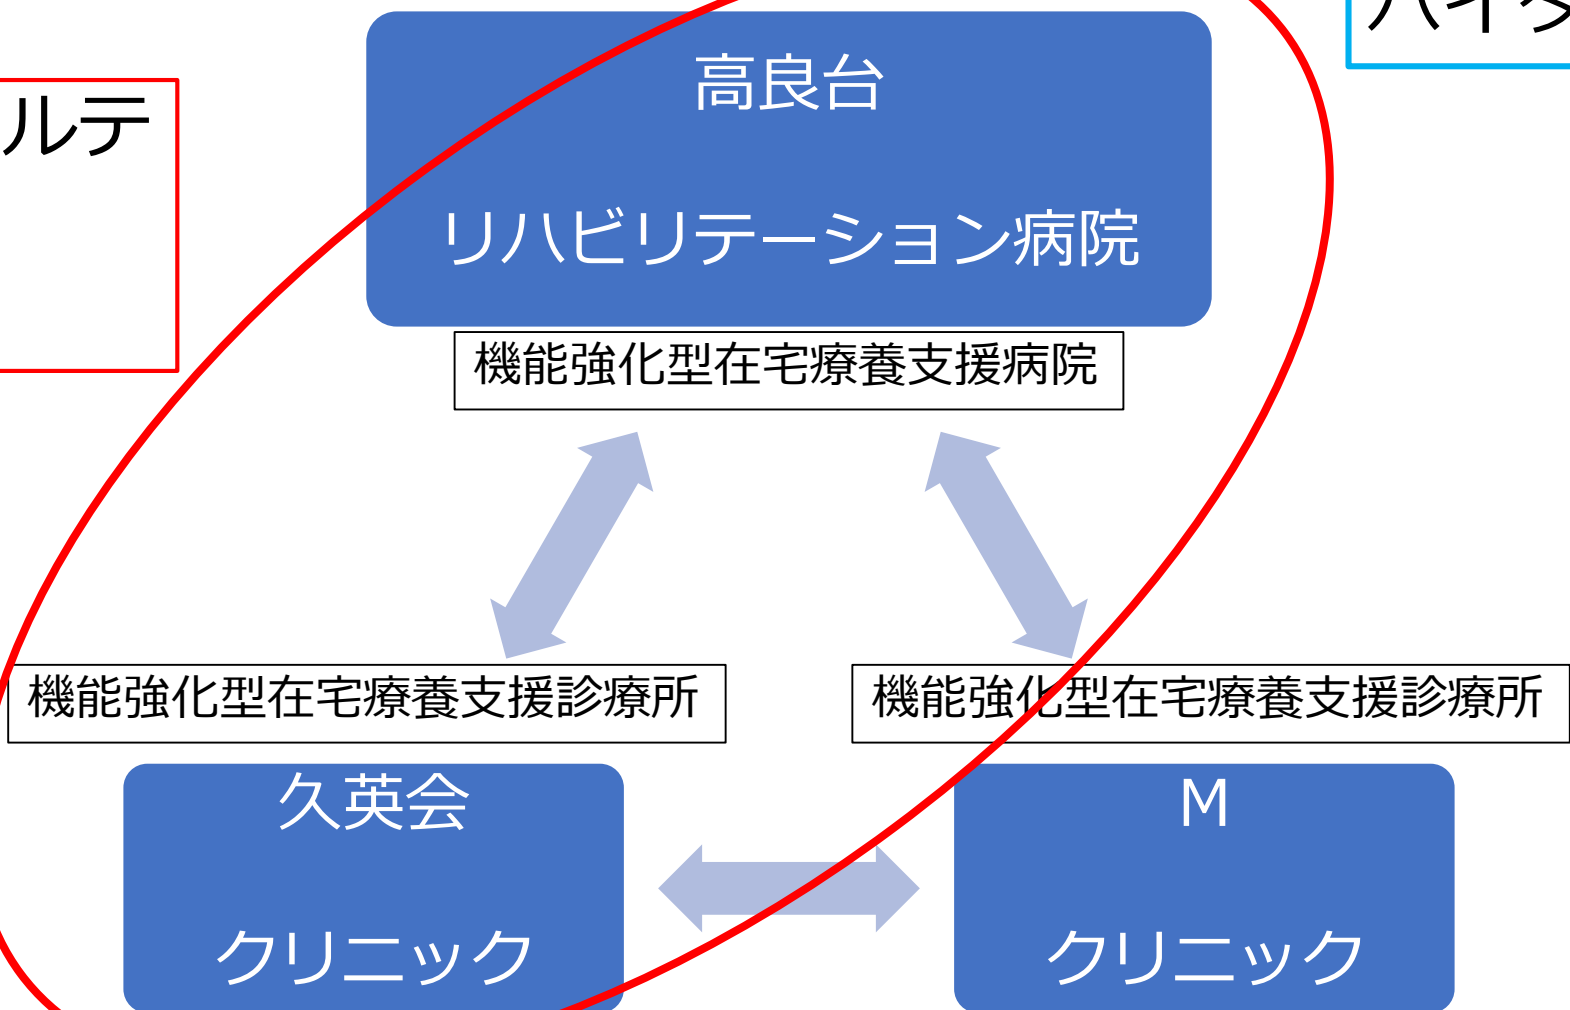 高良台
リハビリテーション病院
ルテ
機能強化型在宅療養支援病院
機能強化型在宅療養支援診療所
機能強化型在宅療養支援診療所
久英会
クリニック
M
クリニック